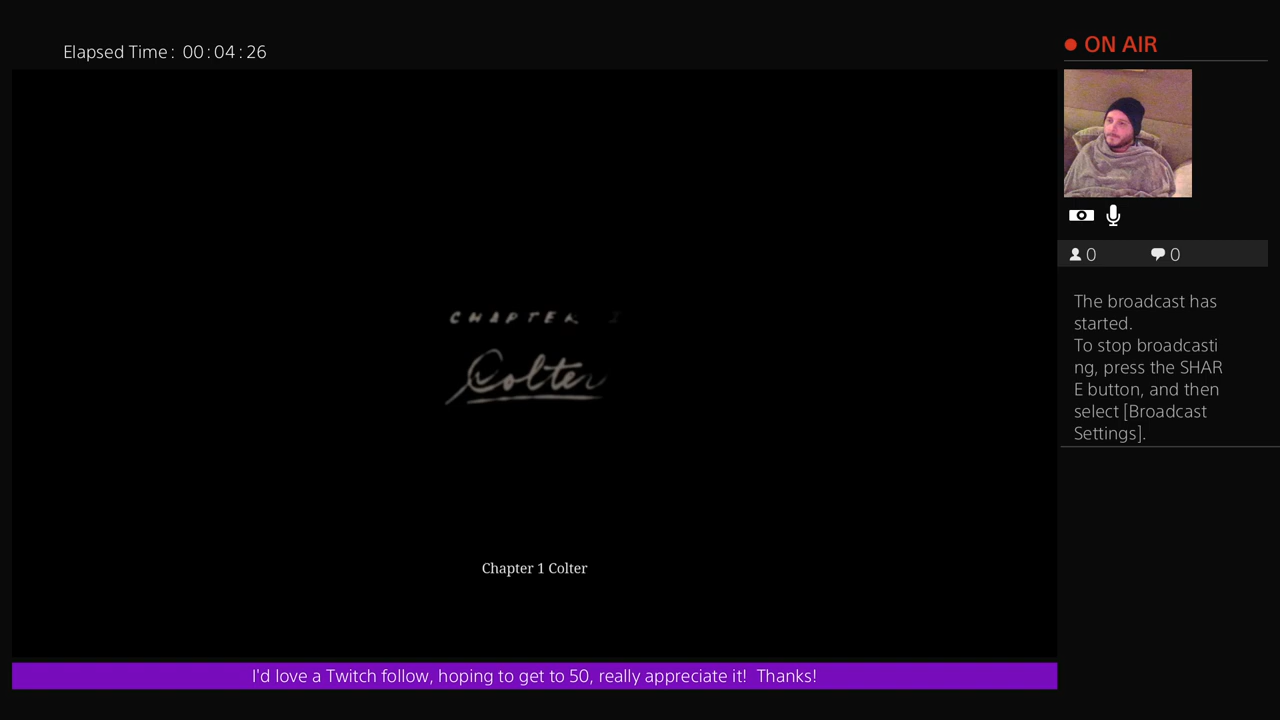 Elapsed Time: 00:04:26
ON AIR
0 0
The broadcast has
started.
To stop broadcasti
ng, press the SHAR
E button, and then
select [Broadcast
Settings].
CHAPTER I
Colter
Chapter 1 Colter
I'd love a Twitch follow, hoping to get to 50, really appreciate it! Thanks!